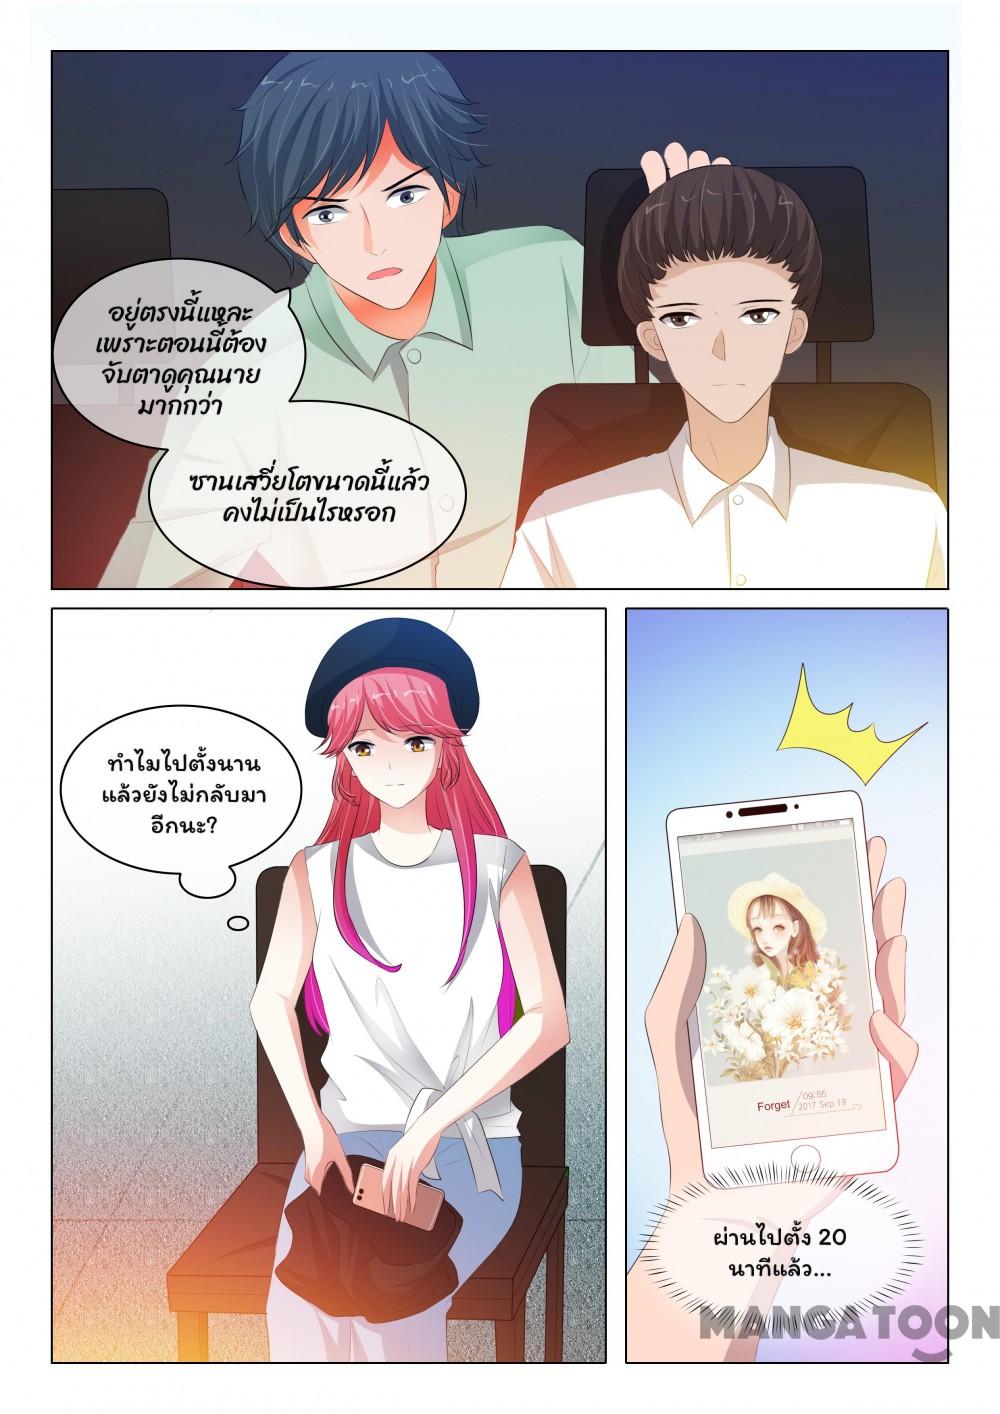 อยู่ตรงนี้แหละ
เพราะตอนนี้ต้อง
จับตาดูคุณนาย
มากกว่า
ซานเสวี่ยโตขนาดนี้แล้ว
คงไม่เป็นไรหรอก
ทำไมไปตั้งนาน
แล้วยังไม่กลับมา
อีกนะ?
Forget
09:55
2017 Sep.19
ผ่านไปตั้ง 20
นาทีแล้ว...
MANGATOON